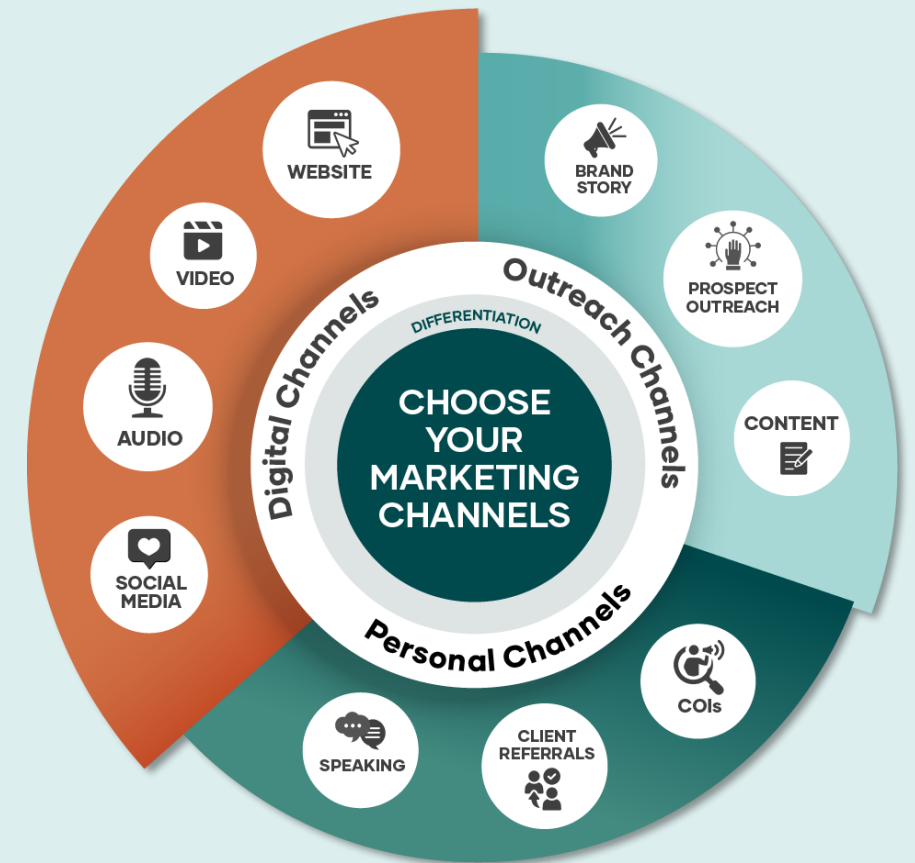 WEBSITE
VIDEO
AUDIO
SOCIAL
MEDIA
BRAND
STORY
PROSPECT
OUTREACH
CONTENT
COIs
CLIENT
REFERRALS
SPEAKING
Digital Channels
Outreach Channels
Personal Channels
DIFFERENTIATION
CHOOSE
YOUR
MARKETING
CHANNELS